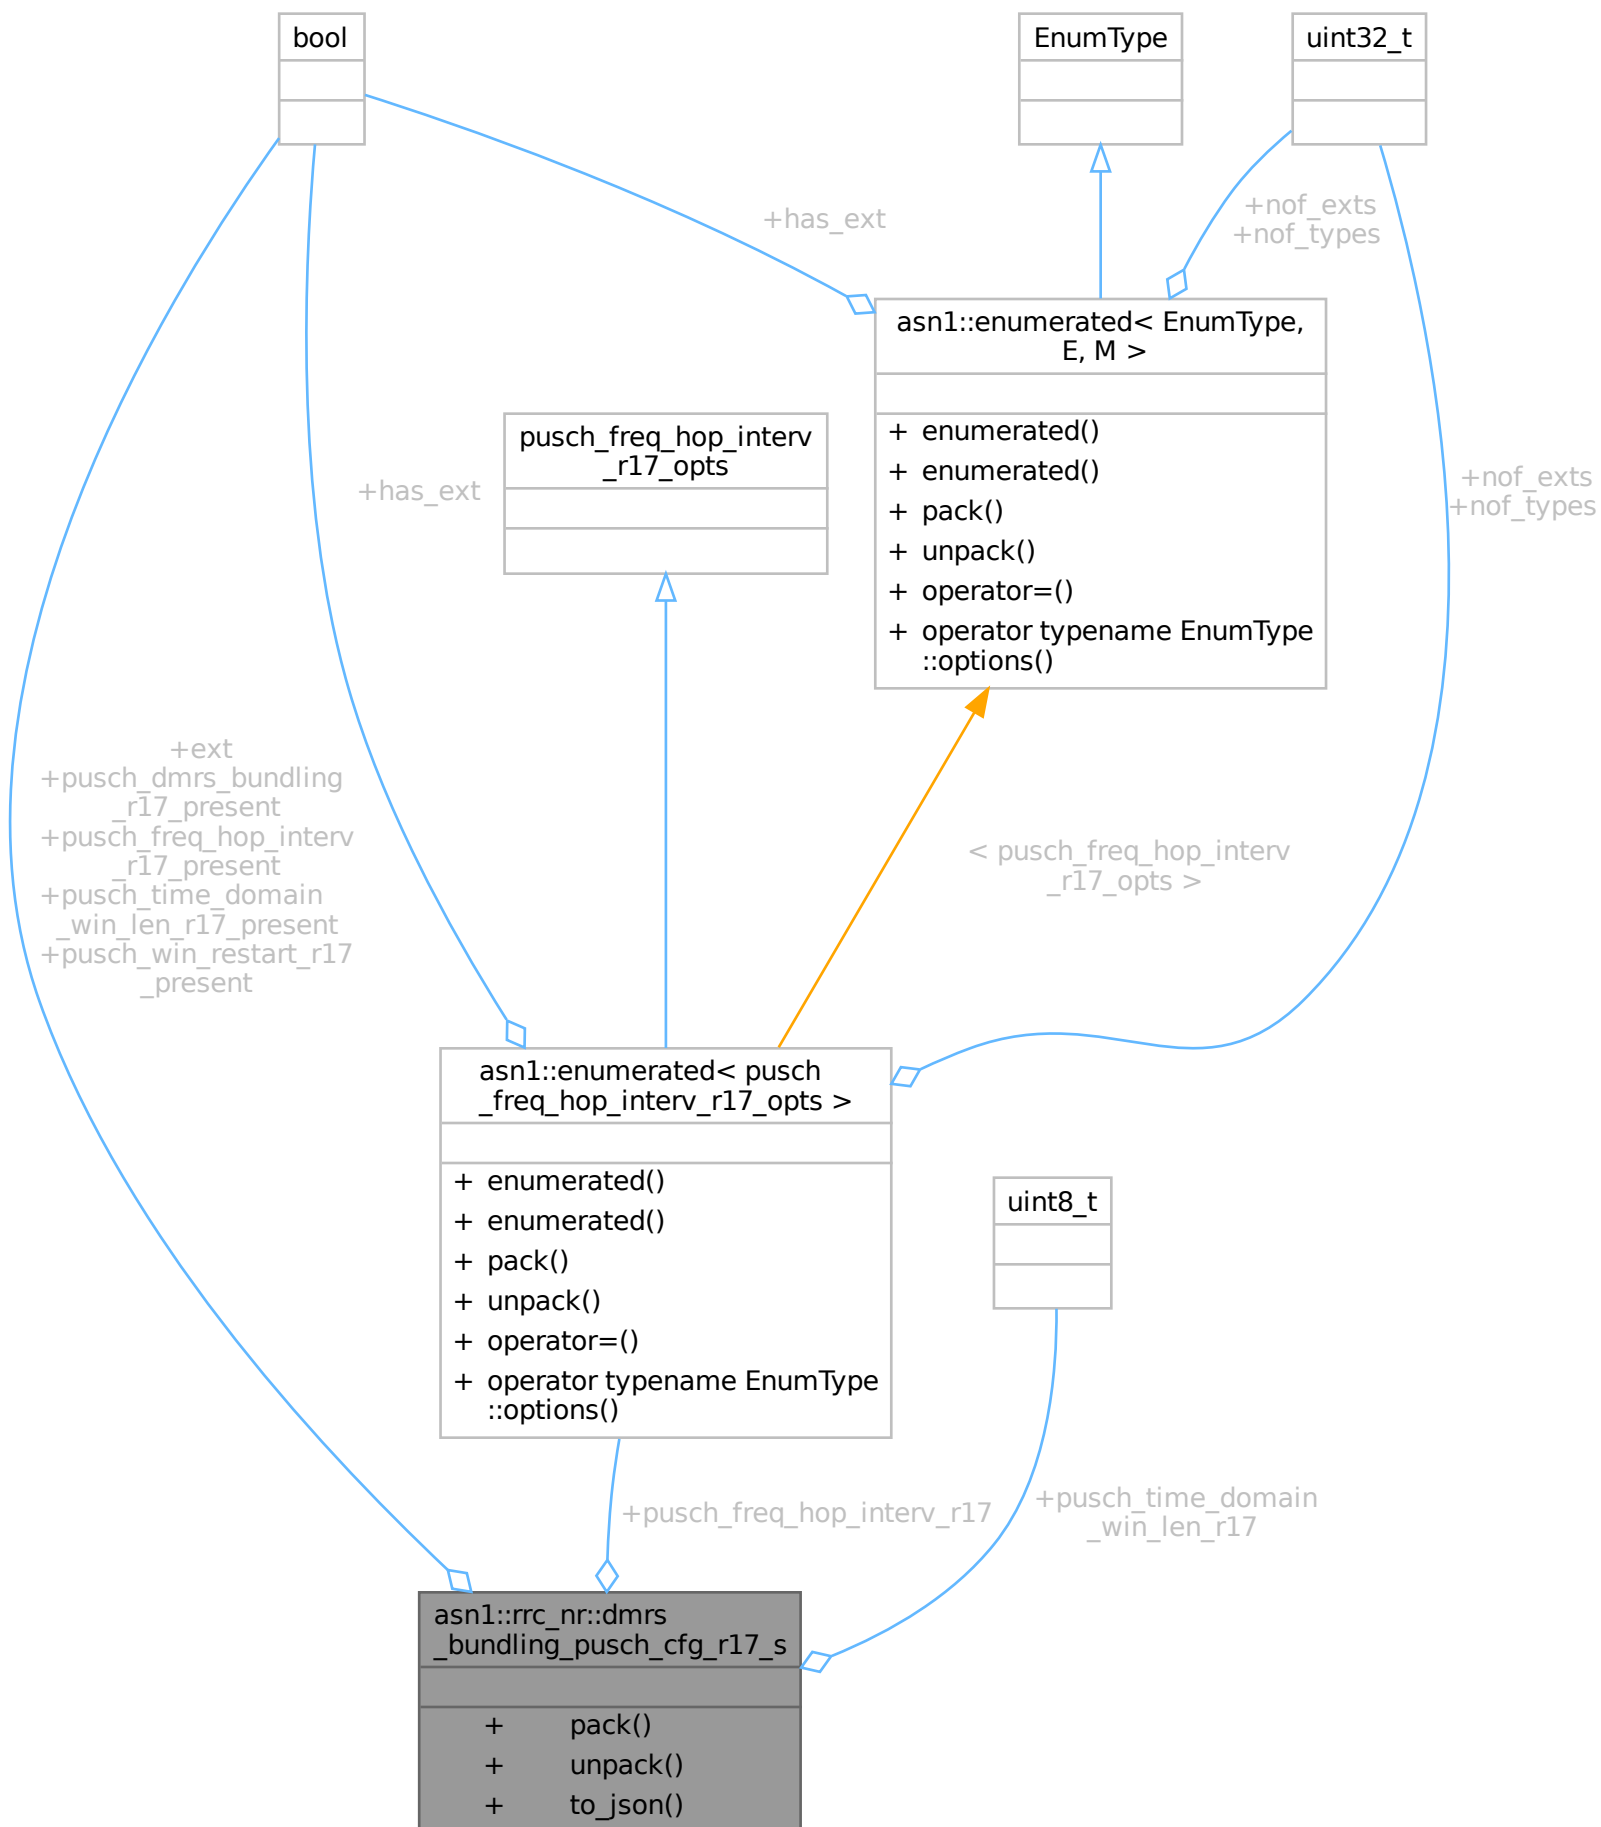 bool
EnumType
uint32_t
+has_ext
+nof_exts
+nof_types
asn1::enumerated< EnumType,
E, M >
+ enumerated()
+ enumerated()
+ pack()
+ unpack()
+ operator=()
+ operator typename EnumType
::options()
pusch_freq_hop_interv
_r17_opts
+has_ext
+nof_exts
+nof_types
+ext
+pusch_dmrs_bundling
_r17_present
+pusch_freq_hop_interv
_r17_present
+pusch_time_domain
_win_len_r17_present
+pusch_win_restart_r17
_present
< pusch_freq_hop_interv
_r17_opts >
asn1::enumerated< pusch
_freq_hop_interv_r17_opts >
+ enumerated()
+ enumerated()
+ pack()
+ unpack()
+ operator=()
+ operator typename EnumType
::options()
uint8_t
+pusch_freq_hop_interv_r17
+pusch_time_domain
_win_len_r17
asn1::rrc_nr::dmrs
_bundling_pusch_cfg_r17_s
+ pack()
+ unpack()
+ to_json()